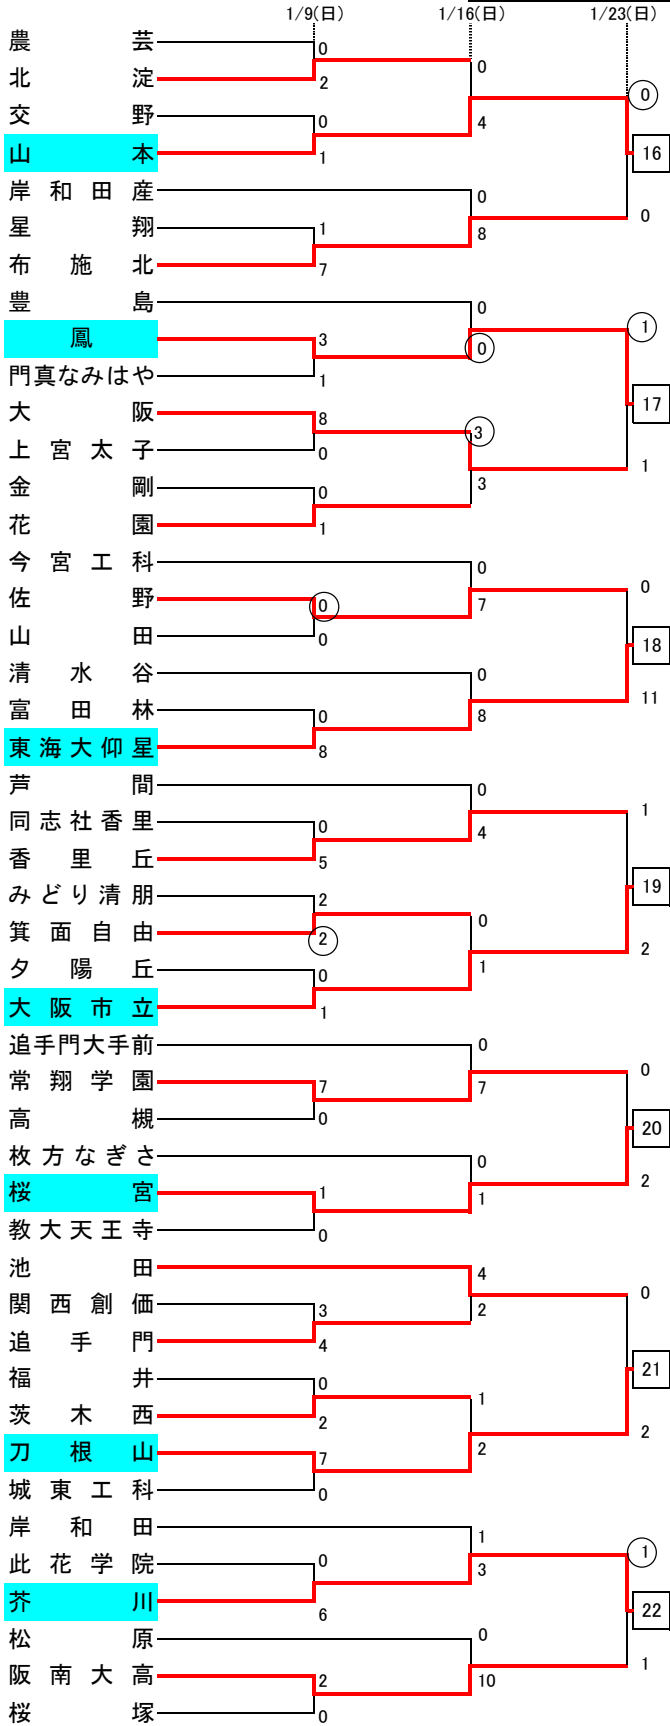 1/9(日) 1/16(日) 1/23(日)
農芸
0
北淀
2
0
0
交野
0
4
山本
1
16
岸和田産
0
0
星翔
1
8
布施北
7
豊島
0
1
鳳
3
0
門真なみはや
1
17
大阪
8
3
上宮太子
0
1
金剛
0
3
花園
1
今宮工科
0
0
佐野
0
7
山田
0
18
清水谷
0
11
富田林
0
8
東海大仰星
8
芦間
0
1
同志社香里
0
4
香里丘
5
19
みどり清朋
2
0
箕面自由
2
2
夕陽丘
0
1
大阪市立
1
追手門大手前
0
0
常翔学園
7
7
高槻
0
20
枚方なぎさ
0
2
桜宮
1
1
教大天王寺
0
池田
4
0
関西創価
3
2
追手門
4
21
福井
0
1
茨木西
2
2
刀根山
7
2
城東工科
0
岸和田
1
1
此花学院
0
3
芥川
6
22
松原
0
1
阪南大高
2
10
桜塚
0